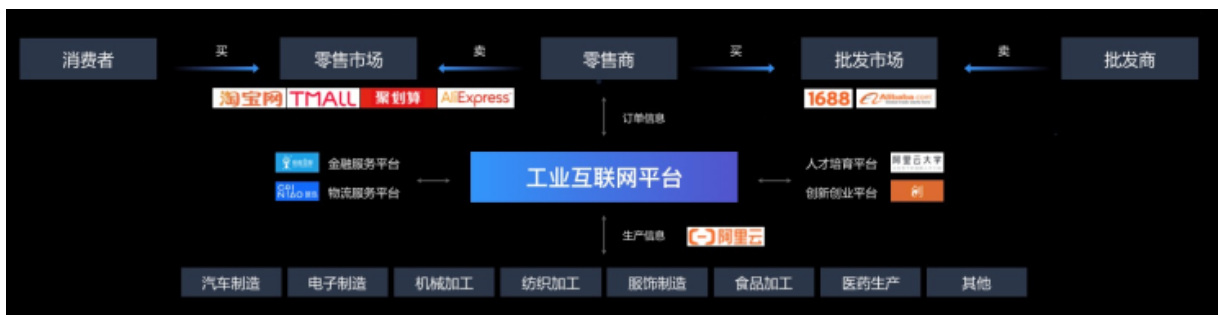 消费者
买
零售市场
卖
零售商
买
批发市场
卖
批发商
淘宝网 TMALL 聚划算 AliExpress
1688 Alibaba.com
订单信息
金融服务平台
物流服务平台
工业互联网平台
人才培育平台 阿里云大学
创新创业平台 创
生产信息 阿里云
汽车制造
电子制造
机械加工
纺织加工
服饰制造
食品加工
医药生产
其他